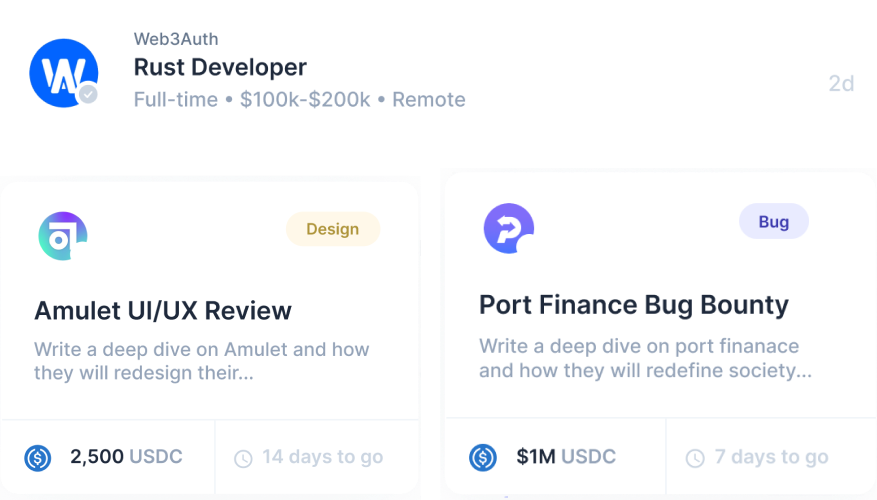 Web3Auth
Rust Developer
Full-time • $100k-$200k • Remote
2d
Design
Amulet UI/UX Review
Write a deep dive on Amulet and how
they will redesign their...
2,500 USDC
14 days to go
Bug
Port Finance Bug Bounty
Write a deep dive on port finanace
and how they will redefine society...
$1M USDC
7 days to go